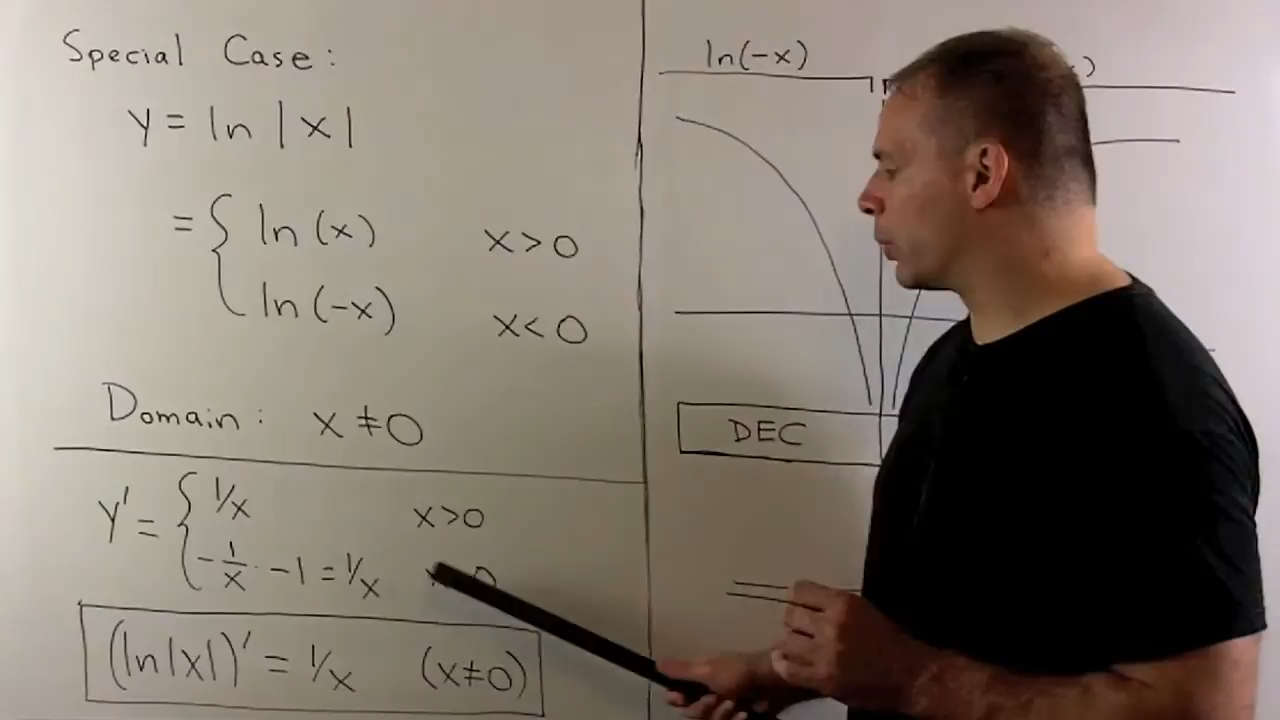 Special Case:
y = ln |x|
= { ln (x) x > 0
ln (-x) x < 0
Domain: x ≠ 0
y' = { 1/x x > 0
-1/x · -1 = 1/x
(ln|x|)' = 1/x (x≠0)
ln(-x)
DEC